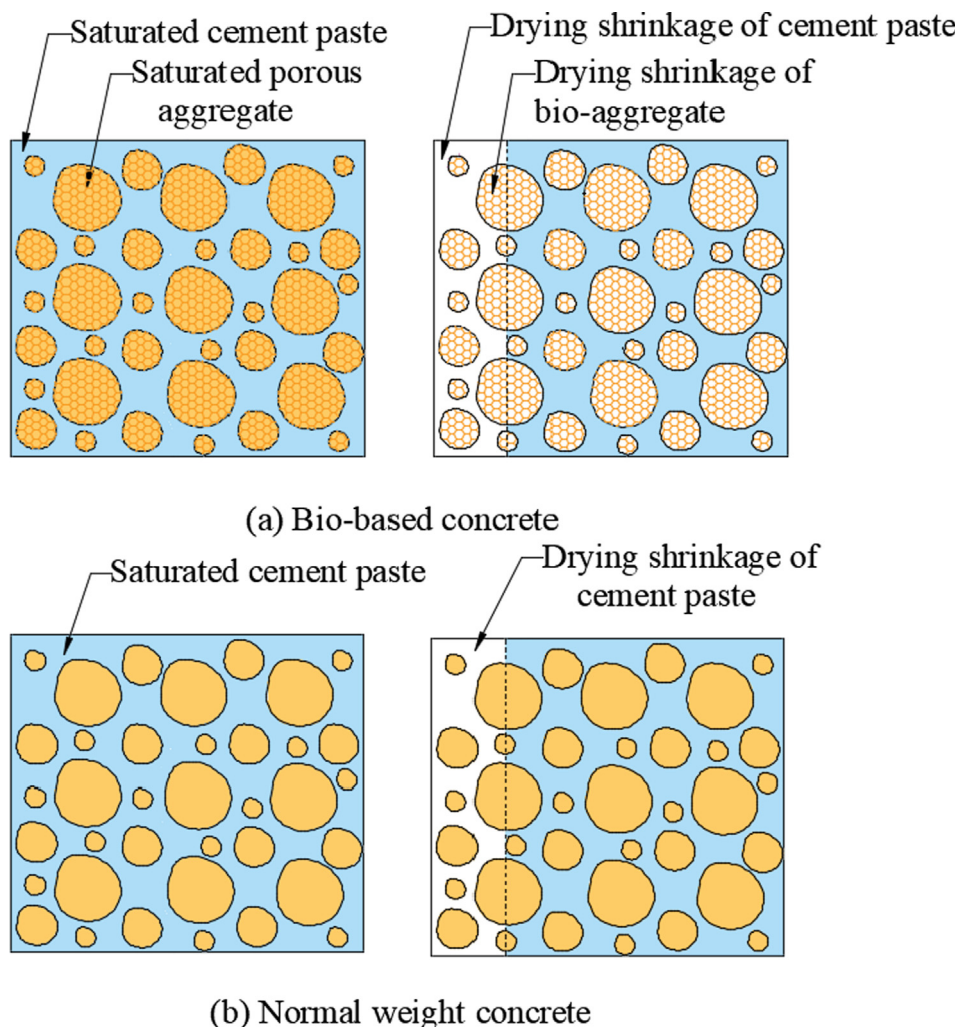 Saturated cement paste
Saturated porous
aggregate
Drying shrinkage of cement paste
Drying shrinkage of
bio-aggregate
(a) Bio-based concrete
Saturated cement paste
Drying shrinkage of
cement paste
(b) Normal weight concrete